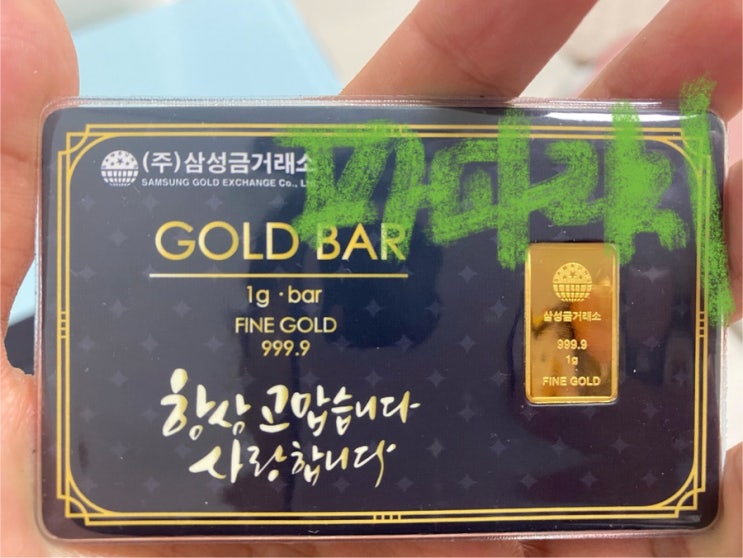 (주)삼성금거래소
SAMSUNG GOLD EXCHANGE Co.,
파다락
GOLD BAR
1g · bar
FINE GOLD
999.9
항상 고맙습니다
사랑합니다
삼성금거래소
999.9
1g
FINE GOLD